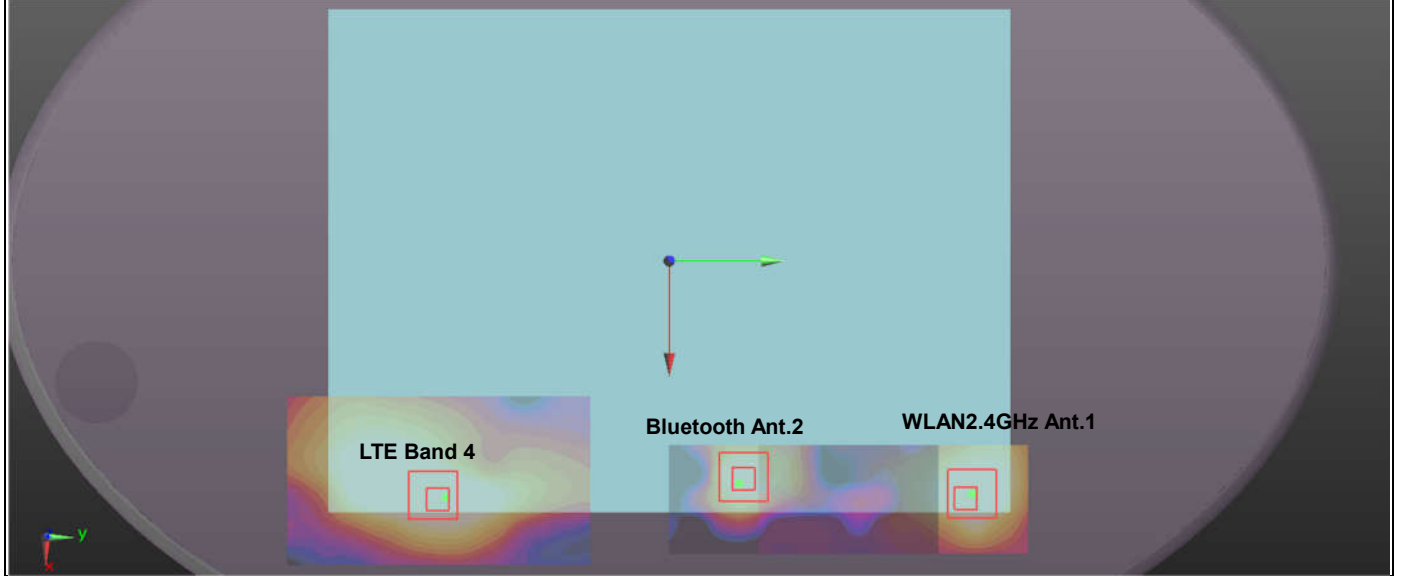 WLAN2.4GHz Ant.1
Bluetooth Ant.2
LTE Band 4
y
x